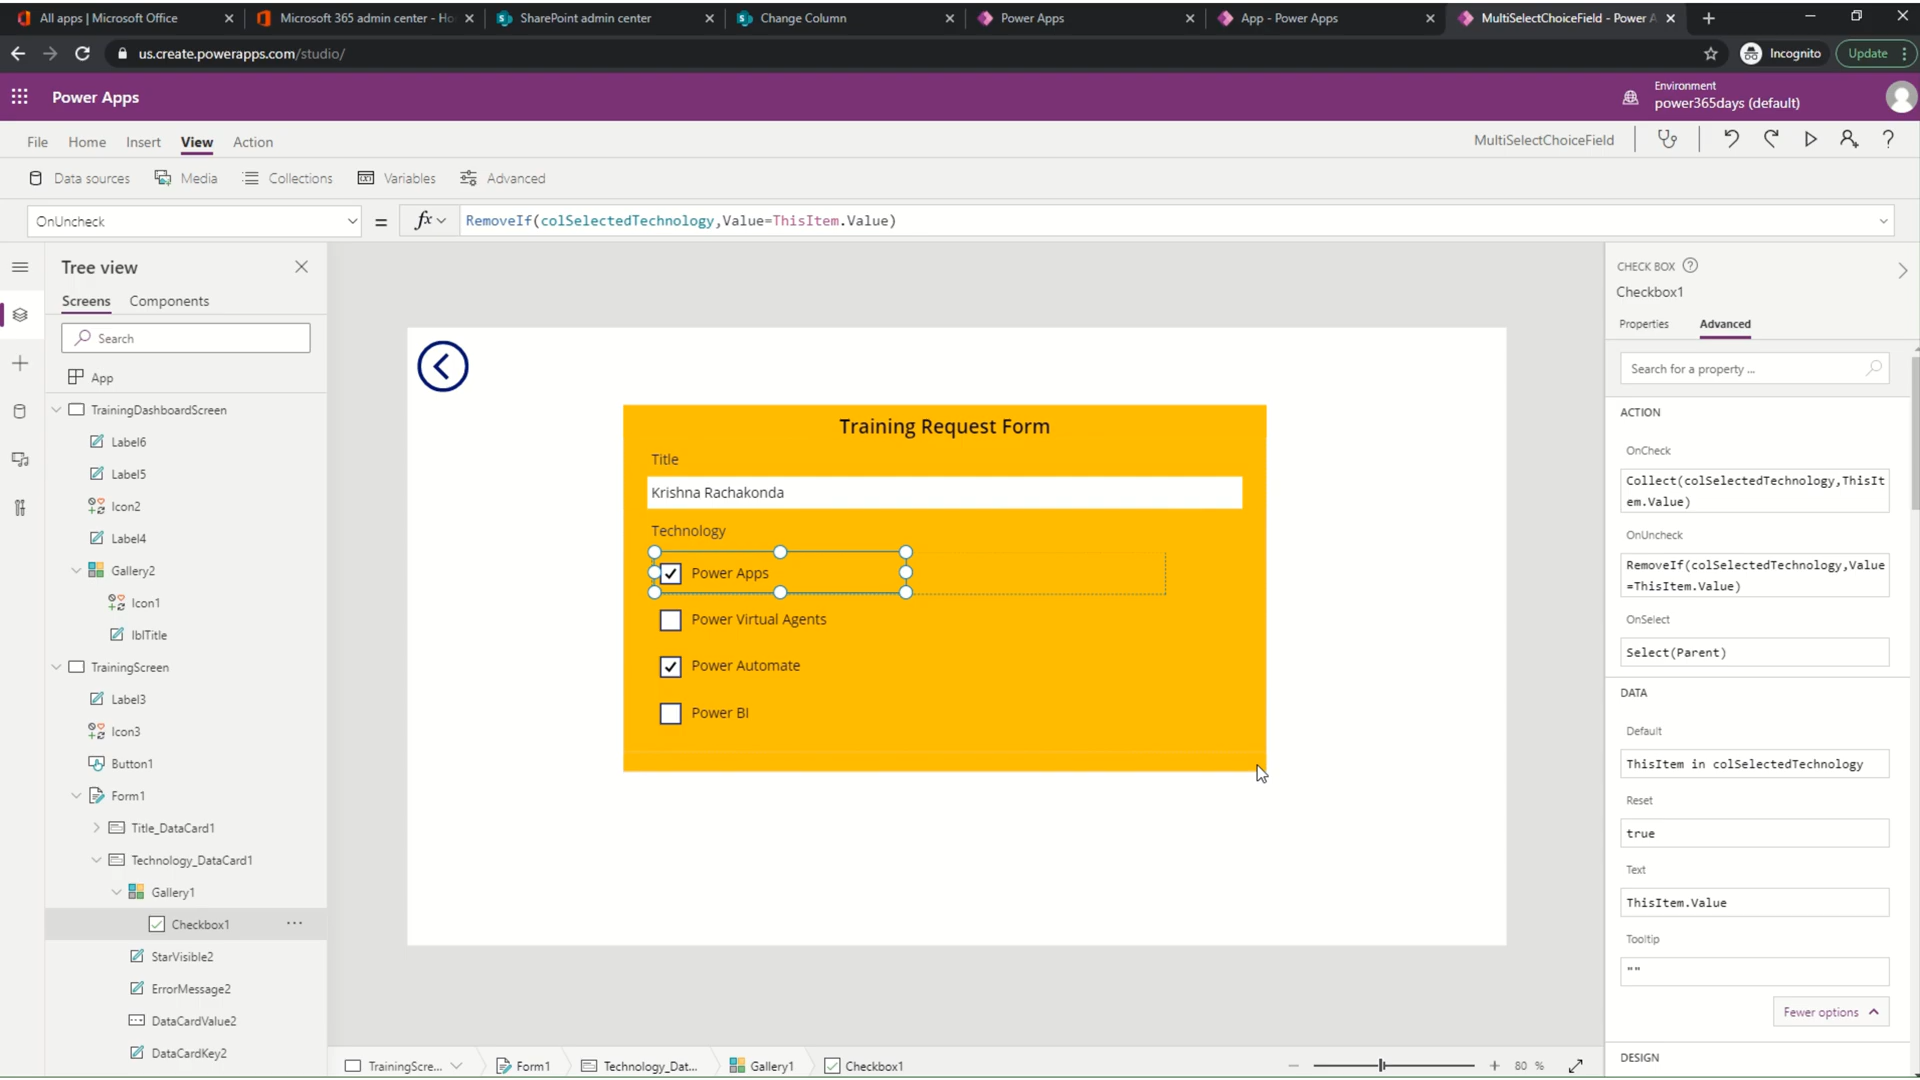 All apps | Microsoft Office
Microsoft 365 admin center - Ho
SharePoint admin center
Change Column
Power Apps
App - Power Apps
MultiSelectChoiceField - Power A
us.create.powerapps.com/studio/
Incognito
Update
Power Apps
Environment
power365days (default)
File
Home
Insert
View
Action
MultiSelectChoiceField
Data sources
Media
Collections
Variables
Advanced
OnUncheck
=
fx
RemoveIf(colSelectedTechnology,Value=ThisItem.Value)
Tree view
Screens
Components
Search
App
TrainingDashboardScreen
Label6
Label5
Icon2
Label4
Gallery2
Icon1
lblTitle
TrainingScreen
Label3
Icon3
Button1
Form1
Title_DataCard1
Technology_DataCard1
Gallery1
Checkbox1
StarVisible2
ErrorMessage2
DataCardValue2
DataCardKey2
Training Request Form
Title
Krishna Rachakonda
Technology
Power Apps
Power Virtual Agents
Power Automate
Power BI
CHECK BOX
Checkbox1
Properties
Advanced
Search for a property ...
ACTION
OnCheck
Collect(colSelectedTechnology,ThisIt
em.Value)
OnUncheck
RemoveIf(colSelectedTechnology,Value
=ThisItem.Value)
OnSelect
Select(Parent)
DATA
Default
ThisItem in colSelectedTechnology
Reset
true
Text
ThisItem.Value
Tooltip
""
Fewer options
DESIGN
TrainingScre...
Form1
Technology_Dat...
Gallery1
Checkbox1
80 %